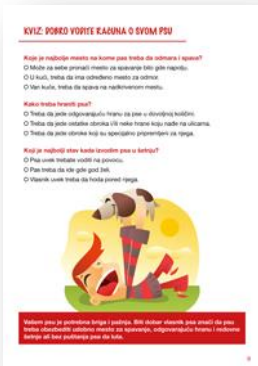 KVIZ: DOBRO VODITE RAČUNA O SVOM PSU
Koje je najbolje mesto na kome pas treba da odmara i spava?
O Može za sebe pronaći mesto za spavanje bilo gde napolju.
O U kući, treba da ima određeno mesto za odmor.
O Van kuće, treba da spava na nadkrivenom mestu.
Kako treba hraniti psa?
O Treba da jede odgovarajuću hranu za pse u dovoljnoj količini.
O Treba da jede ostatke obroka i/ili neke hrane koju nađe na ulicama.
O Treba da jede obroke koji su specijalno pripremljeni za njega.
Koji je najbolji stav kada izvodim psa u šetnju?
O Psa uvek trebate voditi na povocu.
O Pas treba da ide gde god želi.
O Vlasnik uvek treba da hoda pored njega.
Vašem psu je potrebna briga i pažnja. Biti dobar vlasnik psa znači da psu
treba obezbediti udobno mesto za spavanje, odgovarajuću hranu i redovne
šetnje ali bez puštanja psa da luta.